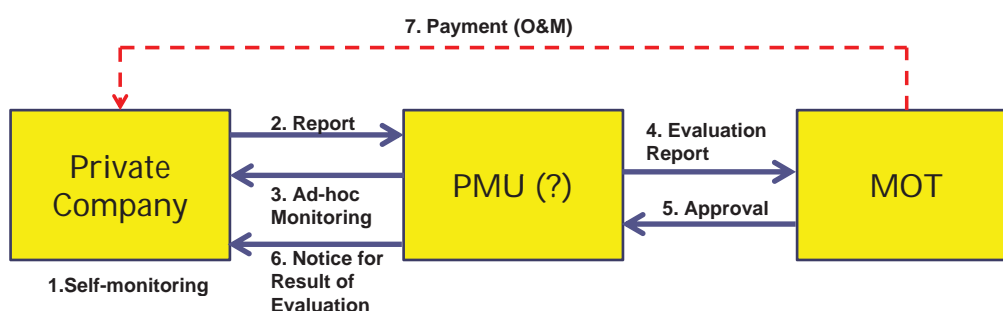 7. Payment (O&M)
Private
Company
2. Report
3. Ad-hoc
Monitoring
6. Notice for
Result of
Evaluation
PMU (?)
4. Evaluation
Report
5. Approval
MOT
1.Self-monitoring